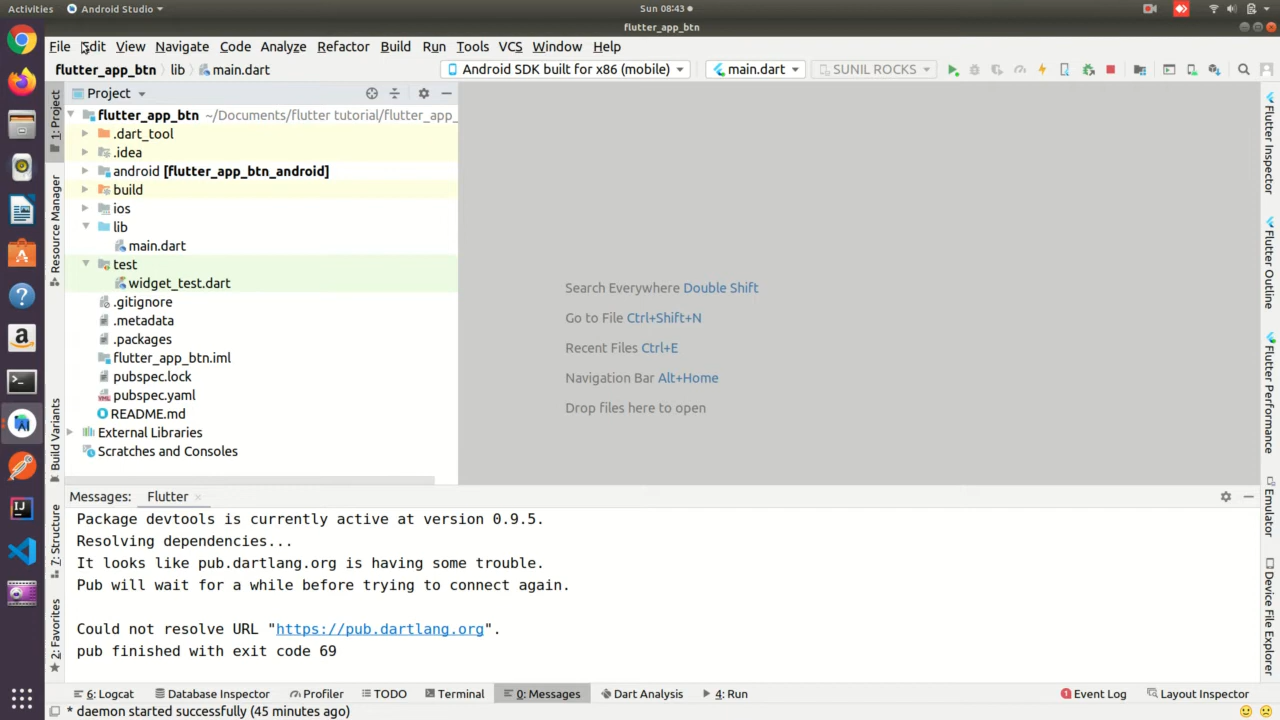 Activities
Android Studio
Sun 08:43
flutter_app_btn
File Edit View Navigate Code Analyze Refactor Build Run Tools VCS Window Help
flutter_app_btn lib main.dart
Android SDK built for x86 (mobile)
main.dart
SUNIL ROCKS
1: Project
Resource Manager
Build Variants
7: Structure
2: Favorites
Project
flutter_app_btn ~/Documents/flutter tutorial/flutter_app_
.dart_tool
.idea
android [flutter_app_btn_android]
build
ios
lib
main.dart
test
widget_test.dart
.gitignore
.metadata
.packages
flutter_app_btn.iml
pubspec.lock
pubspec.yaml
README.md
External Libraries
Scratches and Consoles
Search Everywhere Double Shift
Go to File Ctrl+Shift+N
Recent Files Ctrl+E
Navigation Bar Alt+Home
Drop files here to open
Flutter Inspector
Flutter Outline
Flutter Performance
Emulator
Device File Explorer
Messages: Flutter
Package devtools is currently active at version 0.9.5.
Resolving dependencies...
It looks like pub.dartlang.org is having some trouble.
Pub will wait for a while before trying to connect again.
Could not resolve URL "https://pub.dartlang.org".
pub finished with exit code 69
6: Logcat Database Inspector Profiler TODO Terminal 0: Messages Dart Analysis 4: Run
Event Log Layout Inspector
* daemon started successfully (45 minutes ago)